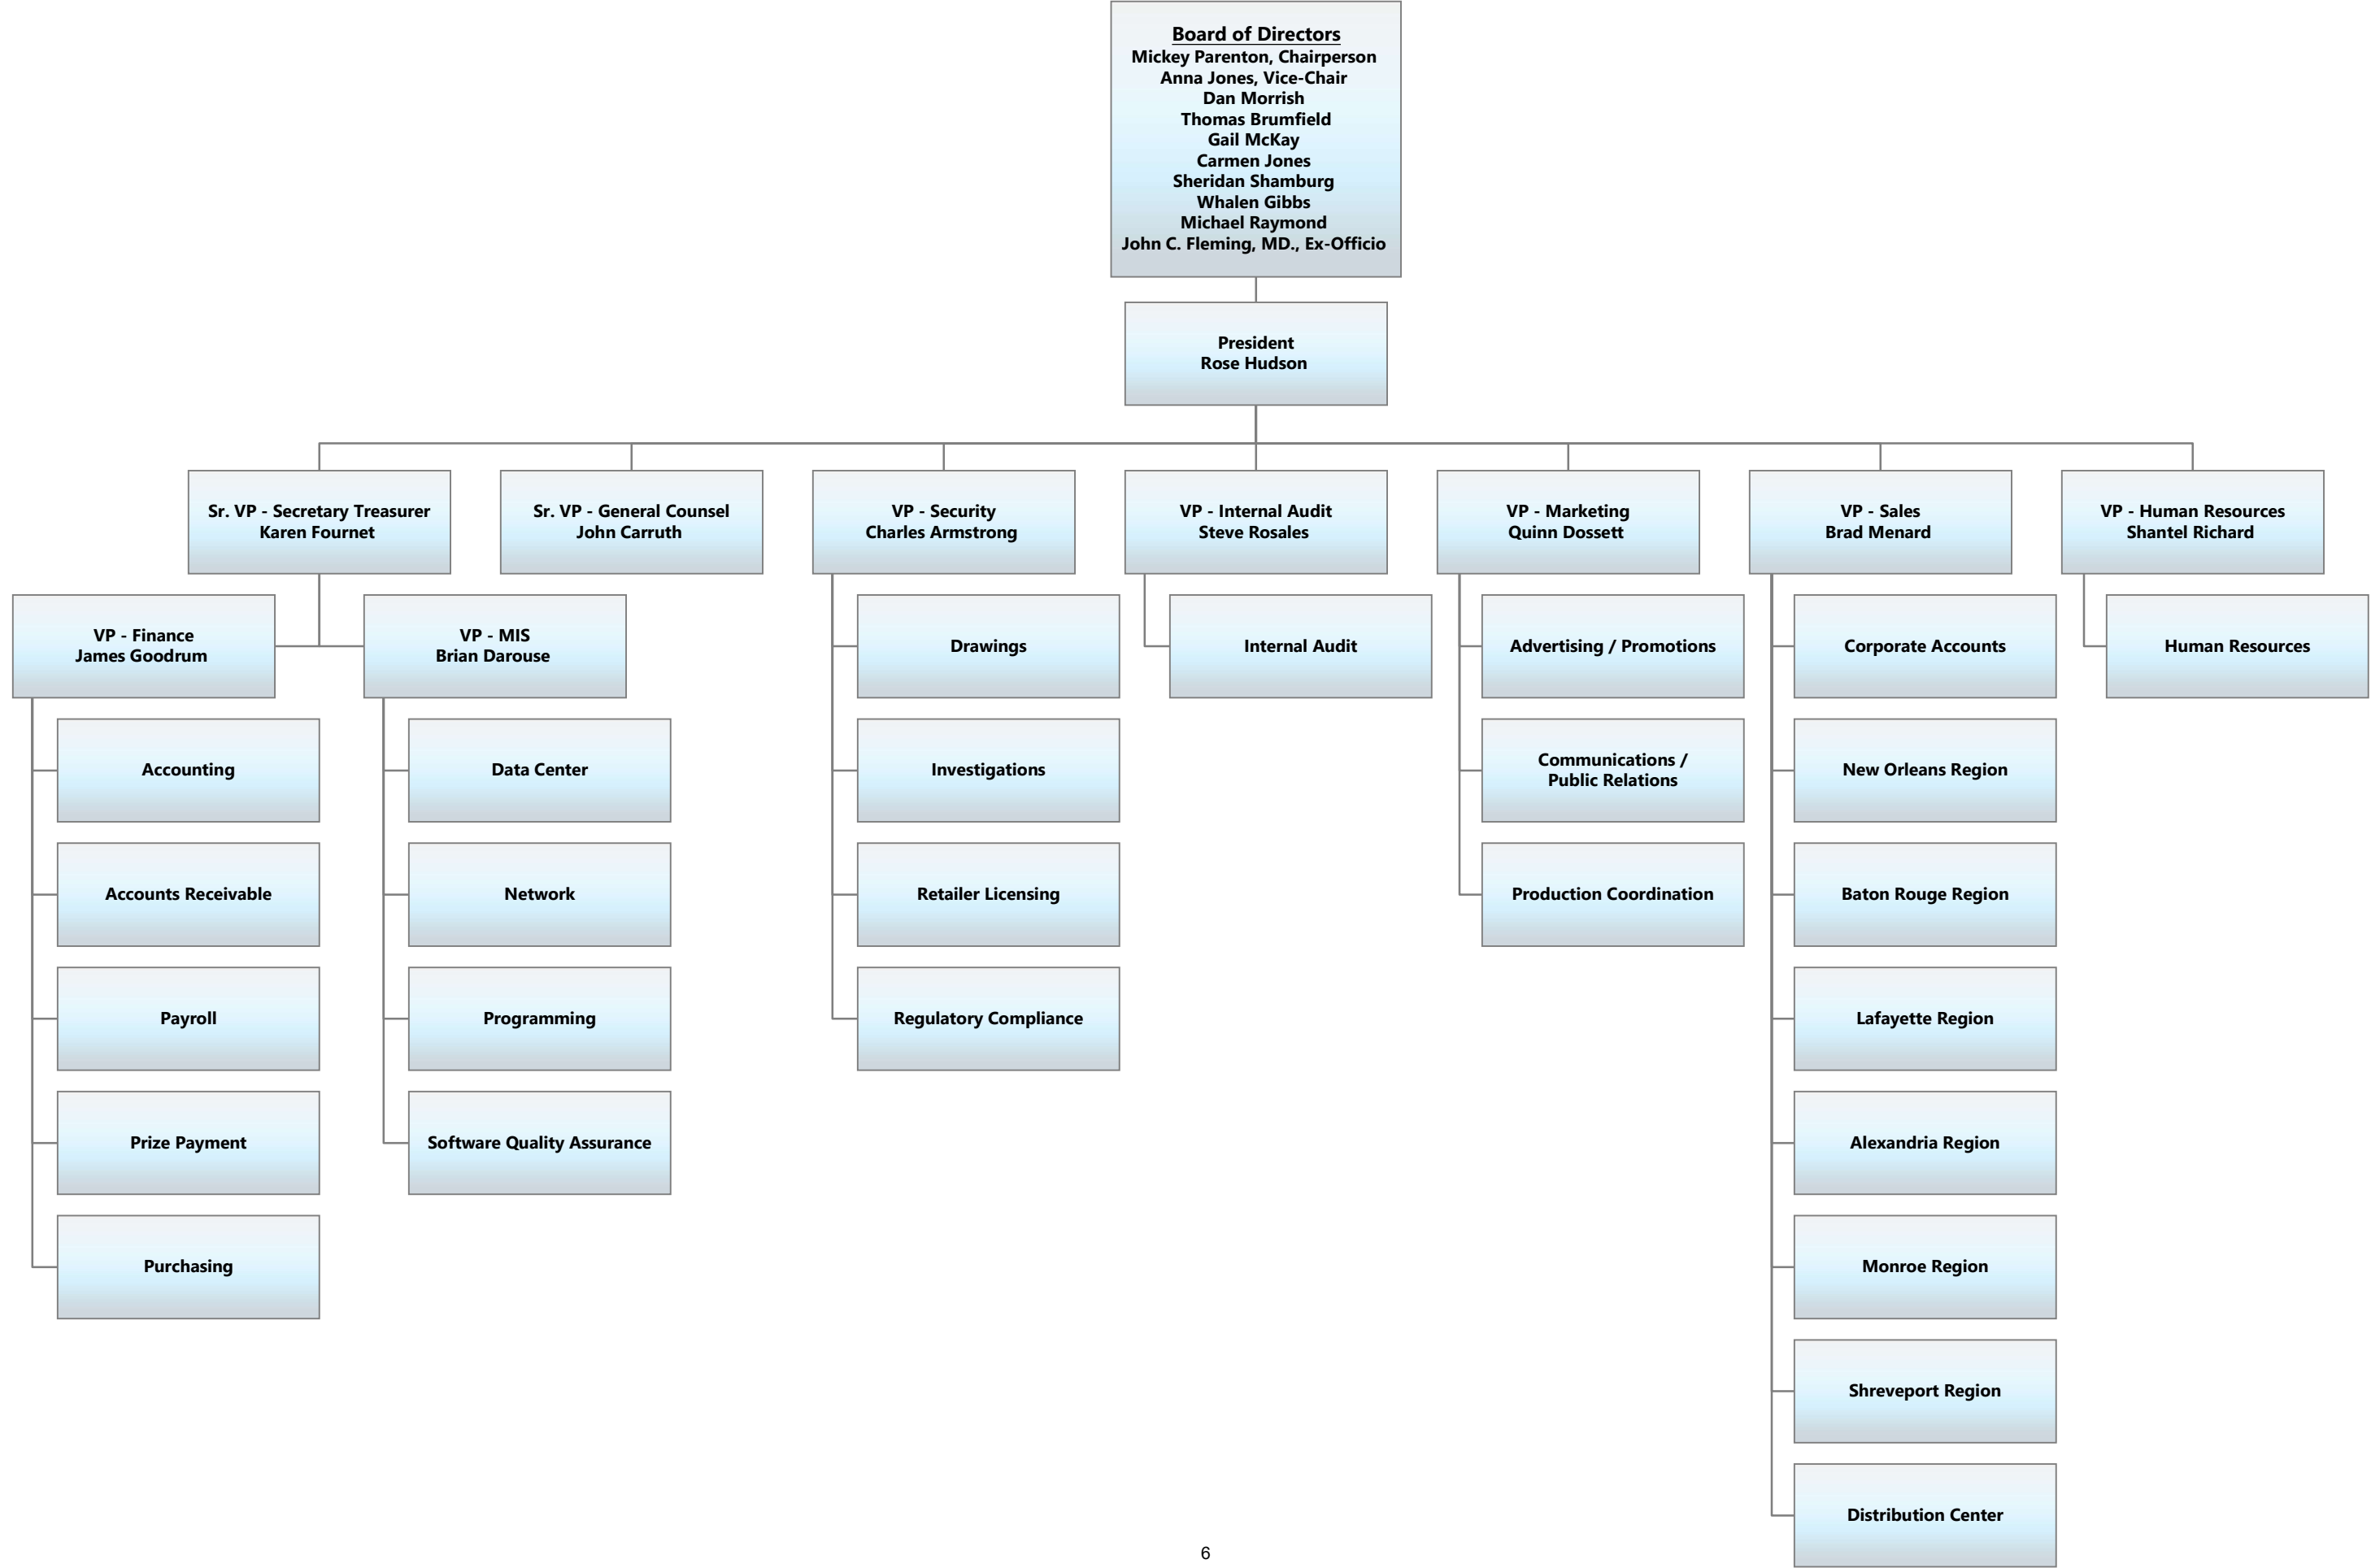 Board of Directors
Mickey Parenton, Chairperson
Anna Jones, Vice-Chair
Dan Morrish
Thomas Brumfield
Gail McKay
Carmen Jones
Sheridan Shamburg
Whalen Gibbs
Michael Raymond
John C. Fleming, MD., Ex-Officio
President
Rose Hudson
Sr. VP - Secretary Treasurer
Karen Fournet
Sr. VP - General Counsel
John Carruth
VP - Security
Charles Armstrong
VP - Internal Audit
Steve Rosales
VP - Marketing
Quinn Dossett
VP - Sales
Brad Menard
VP - Human Resources
Shantel Richard
VP - Finance
James Goodrum
VP - MIS
Brian Darouse
Drawings
Internal Audit
Advertising / Promotions
Corporate Accounts
Human Resources
Accounting
Data Center
Investigations
Communications /
Public Relations
New Orleans Region
Accounts Receivable
Network
Retailer Licensing
Production Coordination
Baton Rouge Region
Payroll
Programming
Regulatory Compliance
Lafayette Region
Prize Payment
Software Quality Assurance
Alexandria Region
Purchasing
Monroe Region
Shreveport Region
Distribution Center
6